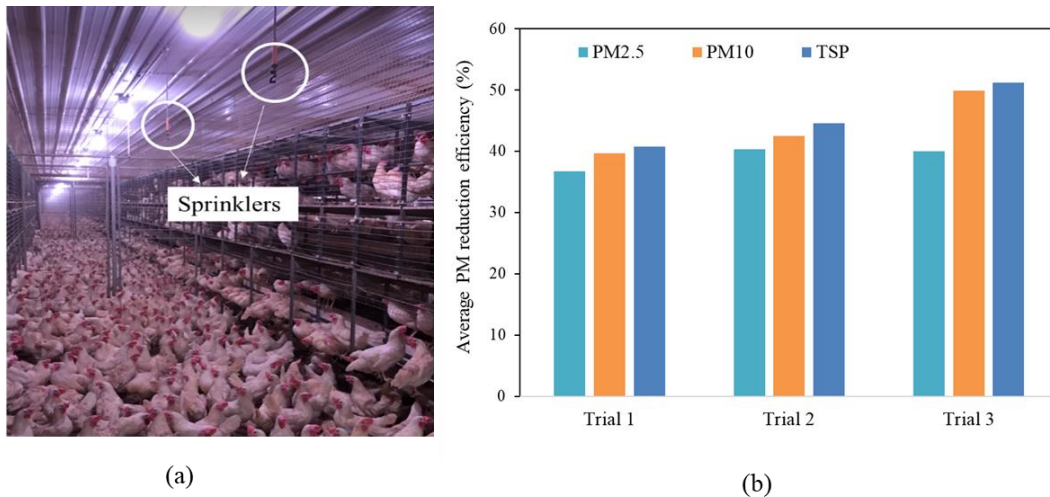 Sprinklers
(a)
Average PM reduction efficiency (%)
60
50
40
30
20
10
0
PM2.5 PM10 TSP
Trial 1 Trial 2 Trial 3
(b)